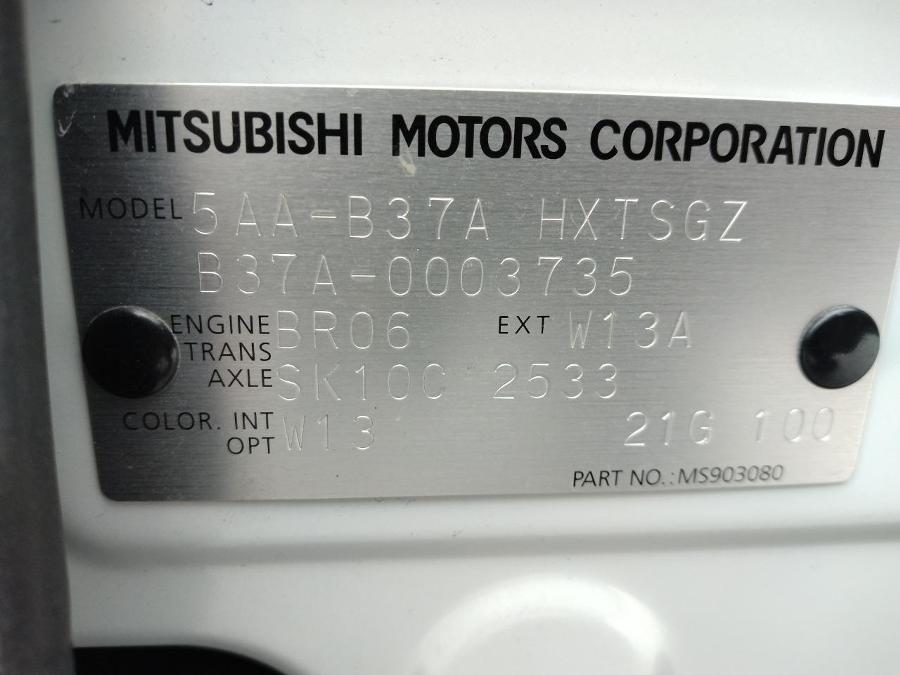 MITSUBISHI MOTORS CORPORATION
MODEL 5AA-B37A HXTSGZ
B37A-0003735
ENGINE BR06 EXT W13A
TRANS
AXLE SK10C 2533
COLOR. INT
OPT W13 21G 100
PART NO.:MS903080